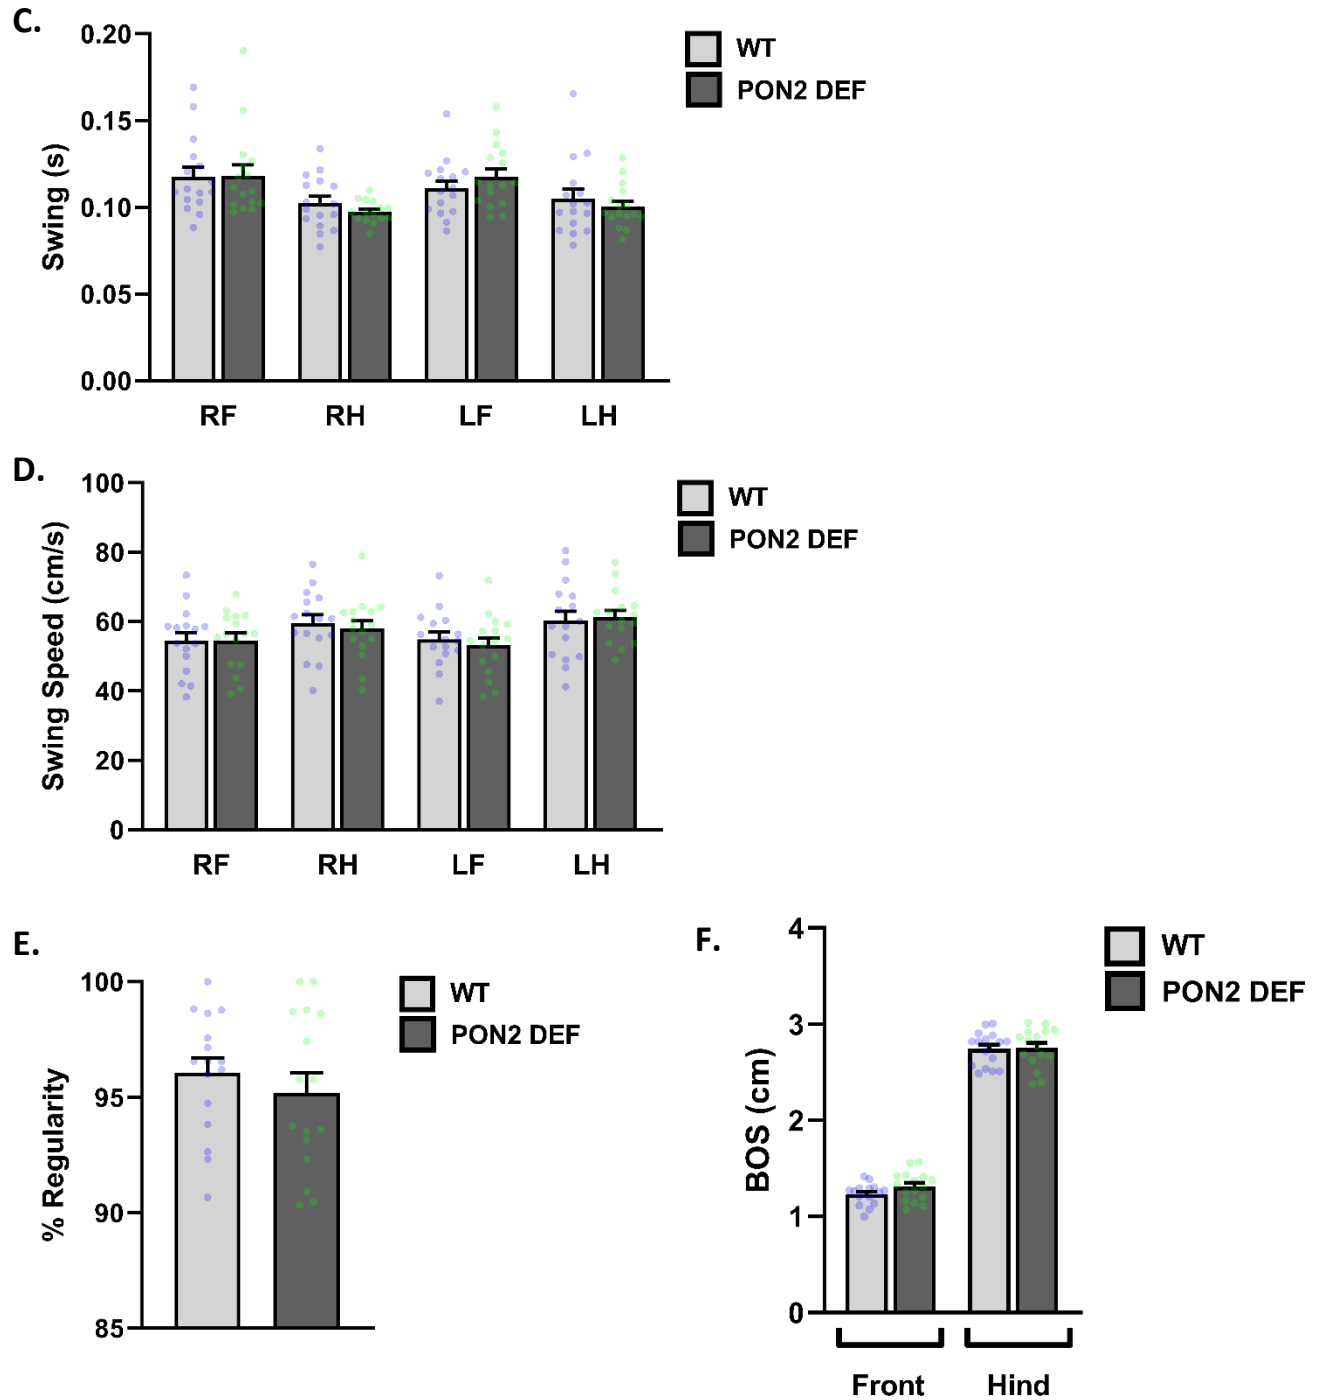 C.
Swing (s)
0.20
0.15
0.10
0.05
0.00
RF RH LF LH
WT
PON2 DEF
D.
Swing Speed (cm/s)
100
80
60
40
20
0
RF RH LF LH
WT
PON2 DEF
E.
% Regularity
100
95
90
85
WT
PON2 DEF
F.
BOS (cm)
4
3
2
1
0
Front Hind
WT
PON2 DEF